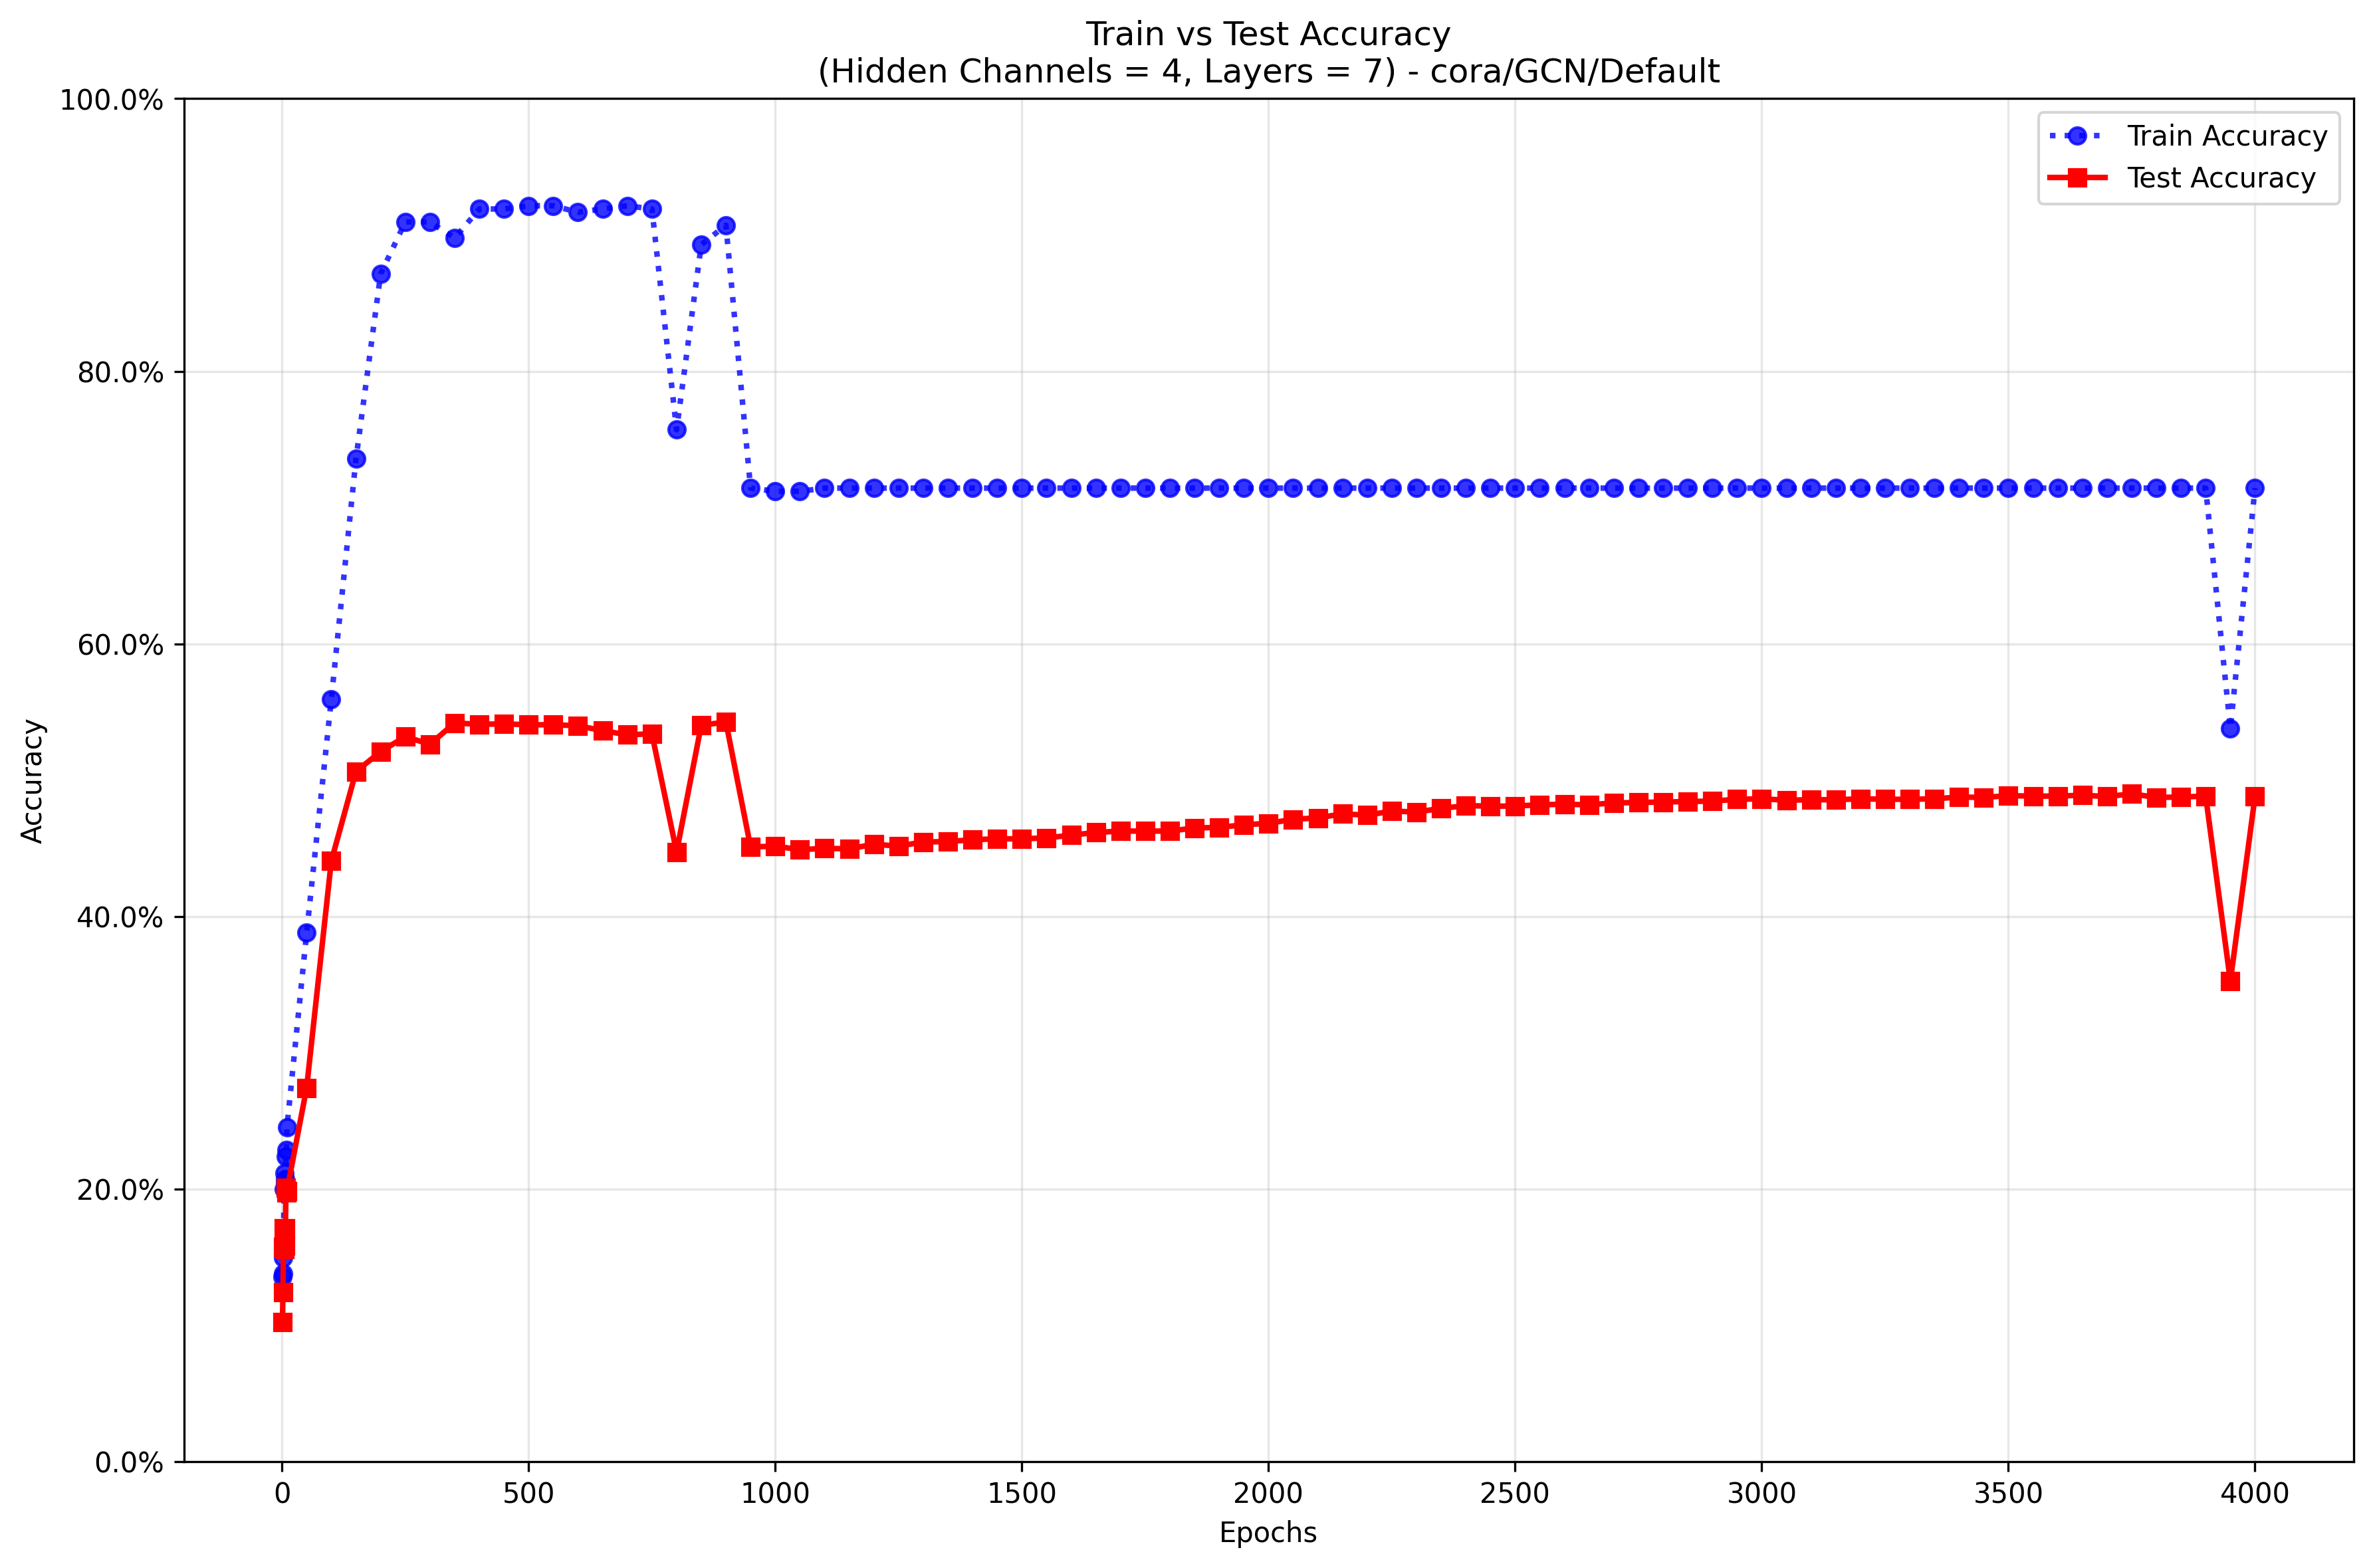 Train vs Test Accuracy
(Hidden Channels = 4, Layers = 7) - cora/GCN/Default
100.0%
80.0%
60.0%
40.0%
20.0%
0.0%
Accuracy
Train Accuracy
Test Accuracy
0
500
1000
1500
2000
2500
3000
3500
4000
Epochs